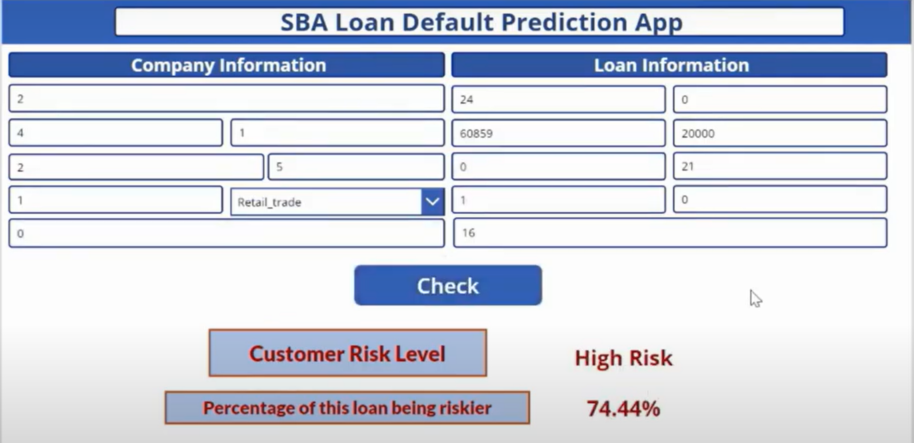 SBA Loan Default Prediction App
Company Information Loan Information
2 24 0
4 1 60859 20000
2 5 0 21
1 Retail_trade 1 0
0 16
Check
Customer Risk Level High Risk
Percentage of this loan being riskier 74.44%